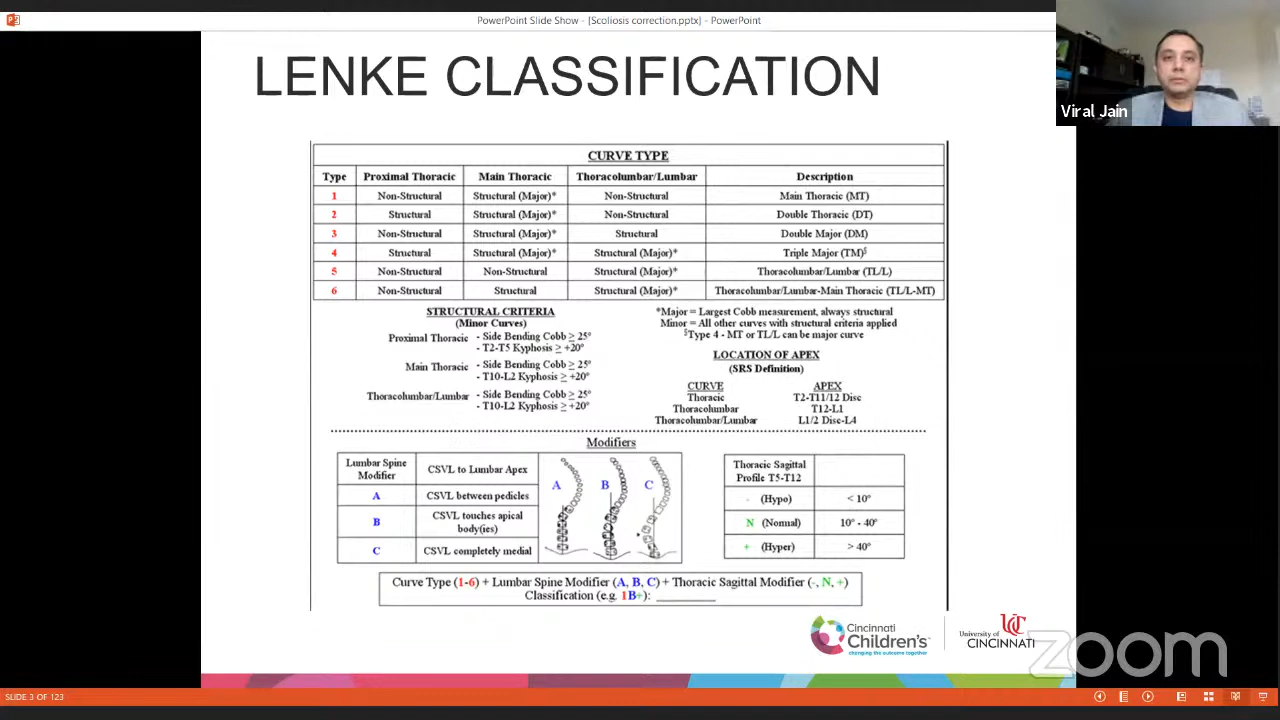 PowerPoint Slide Show - [Scoliosis correction.pptx] - PowerPoint
LENKE CLASSIFICATION
Viral Jain
CURVE TYPE
Type Proximal Thoracic Main Thoracic Thoracolumbar/Lumbar Description
1 Non-Structural Structural (Major)* Non-Structural Main Thoracic (MT)
2 Structural Structural (Major)* Non-Structural Double Thoracic (DT)
3 Non-Structural Structural (Major)* Structural Double Major (DM)
4 Structural Structural (Major)* Structural (Major)* Triple Major (TM)§
5 Non-Structural Non-Structural Structural (Major)* Thoracolumbar/Lumbar (TL/L)
6 Non-Structural Structural Structural (Major)* Thoracolumbar/Lumbar-Main Thoracic (TL/L-MT)
STRUCTURAL CRITERIA
(Minor Curves)
Proximal Thoracic - Side Bending Cobb ≥ 25°
- T2-T5 Kyphosis ≥ +20°
Main Thoracic - Side Bending Cobb ≥ 25°
- T10-L2 Kyphosis ≥ +20°
Thoracolumbar/Lumbar - Side Bending Cobb ≥ 25°
- T10-L2 Kyphosis ≥ +20°
*Major = Largest Cobb measurement, always structural
Minor = All other curves with structural criteria applied
§Type 4 - MT or TL/L can be major curve
LOCATION OF APEX
(SRS Definition)
CURVE APEX
Thoracic T2-T11/12 Disc
Thoracolumbar T12-L1
Thoracolumbar/Lumbar L1/2 Disc-L4
Modifiers
Lumbar Spine Modifier CSVL to Lumbar Apex
A CSVL between pedicles
B CSVL touches apical body(ies)
C CSVL completely medial
A B C
Thoracic Sagittal
Profile T5-T12
- (Hypo) < 10°
N (Normal) 10° - 40°
+ (Hyper) > 40°
Curve Type (1-6) + Lumbar Spine Modifier (A, B, C) + Thoracic Sagittal Modifier (-, N, +)
Classification (e.g. 1B+): ________
Cincinnati
Children's
changing the outcome together
University of
CINCINNATI
zoom
SLIDE 3 OF 123